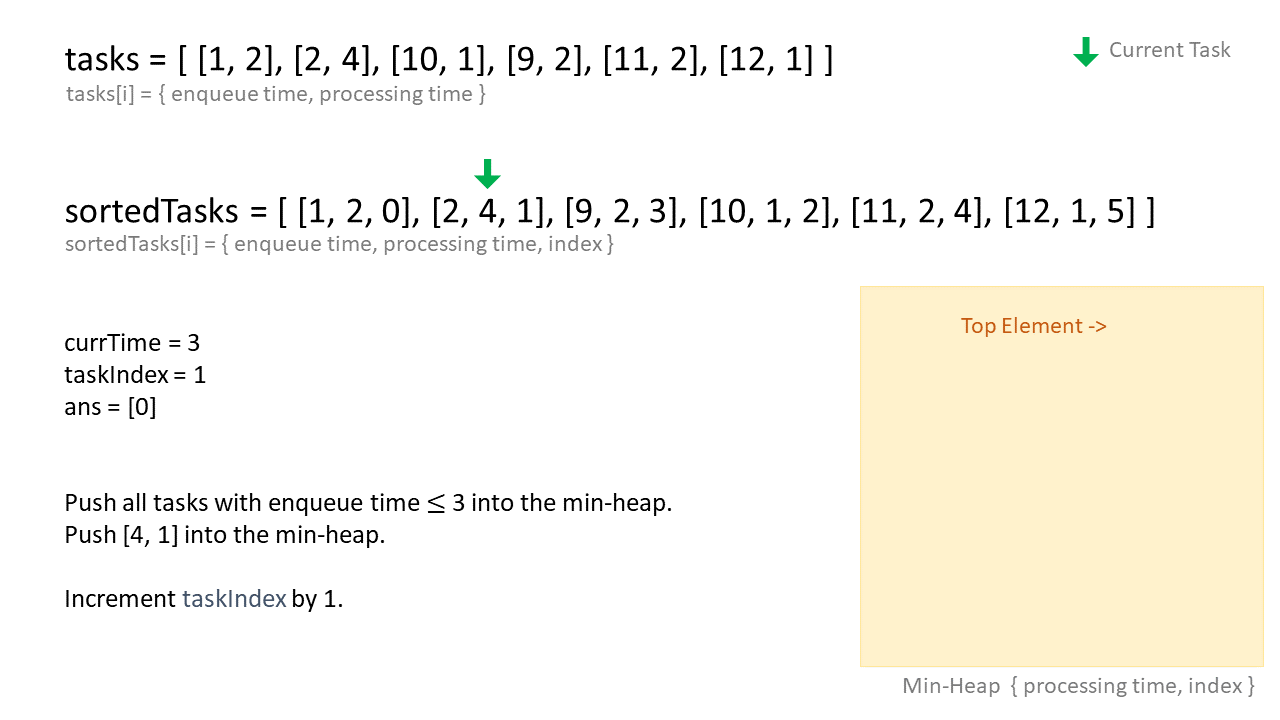 tasks = [ [1, 2], [2, 4], [10, 1], [9, 2], [11, 2], [12, 1] ]
tasks[i] = { enqueue time, processing time }
Current Task
sortedTasks = [ [1, 2, 0], [2, 4, 1], [9, 2, 3], [10, 1, 2], [11, 2, 4], [12, 1, 5] ]
sortedTasks[i] = { enqueue time, processing time, index }
currTime = 3
taskIndex = 1
ans = [0]
Push all tasks with enqueue time ≤ 3 into the min-heap.
Push [4, 1] into the min-heap.
Increment taskIndex by 1.
Top Element ->
Min-Heap { processing time, index }